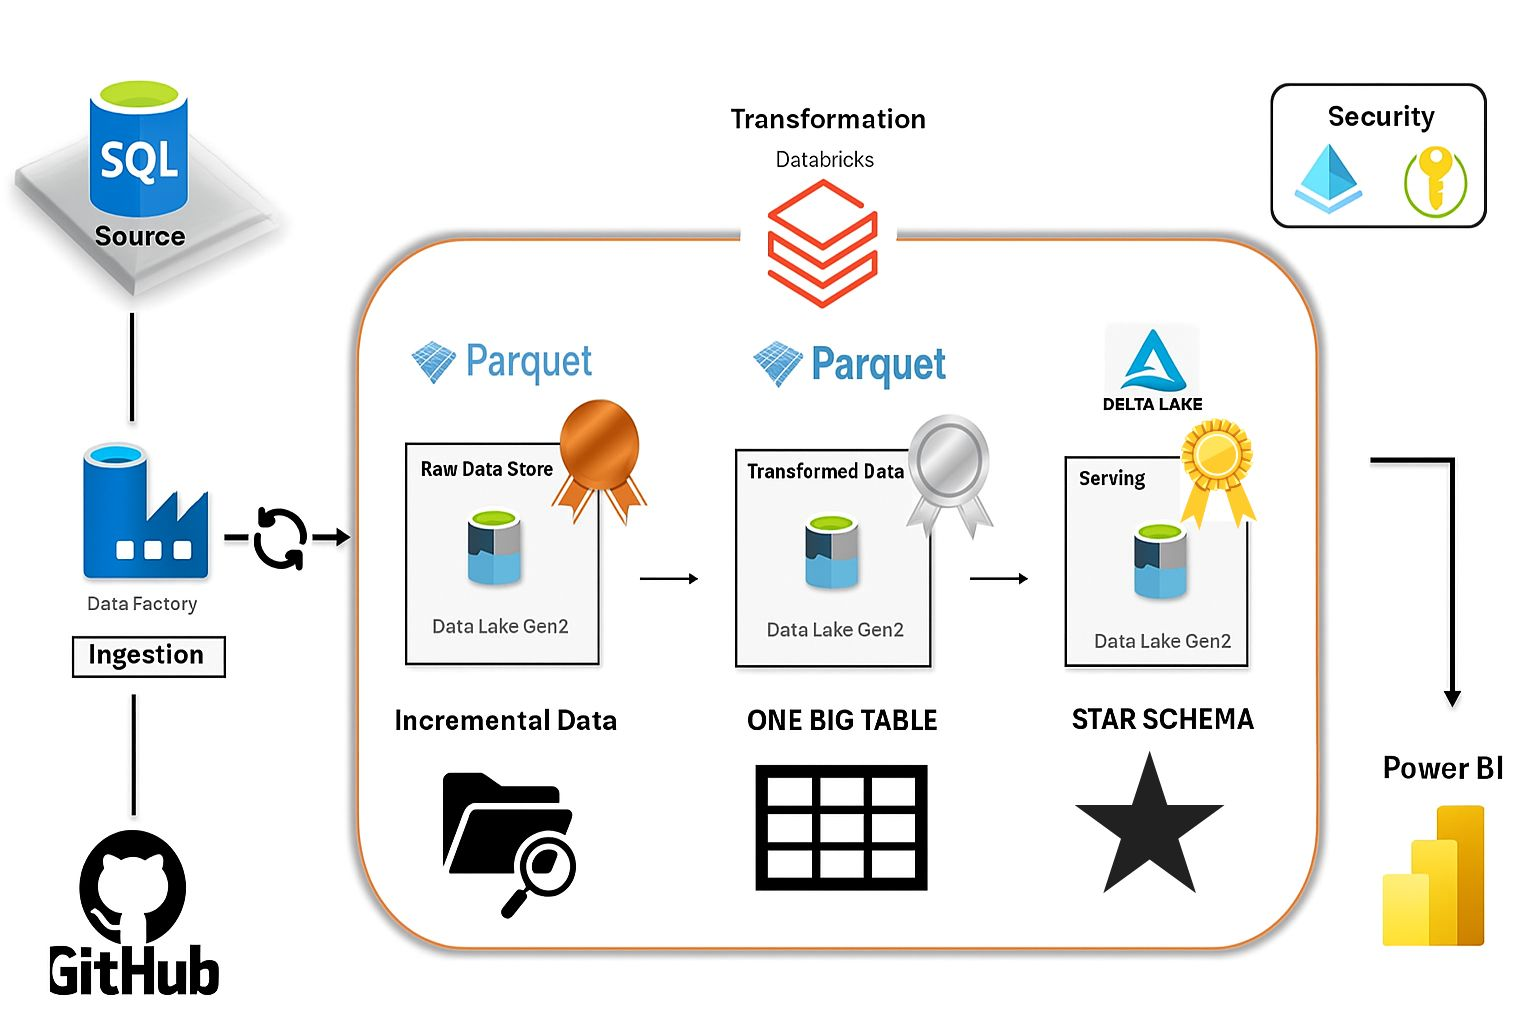 SQL
Source
Data Factory
Ingestion
GitHub
Transformation
Databricks
Parquet
Raw Data Store
Data Lake Gen2
Incremental Data
Parquet
Transformed Data
Data Lake Gen2
ONE BIG TABLE
DELTA LAKE
Serving
Data Lake Gen2
STAR SCHEMA
Security
Power BI